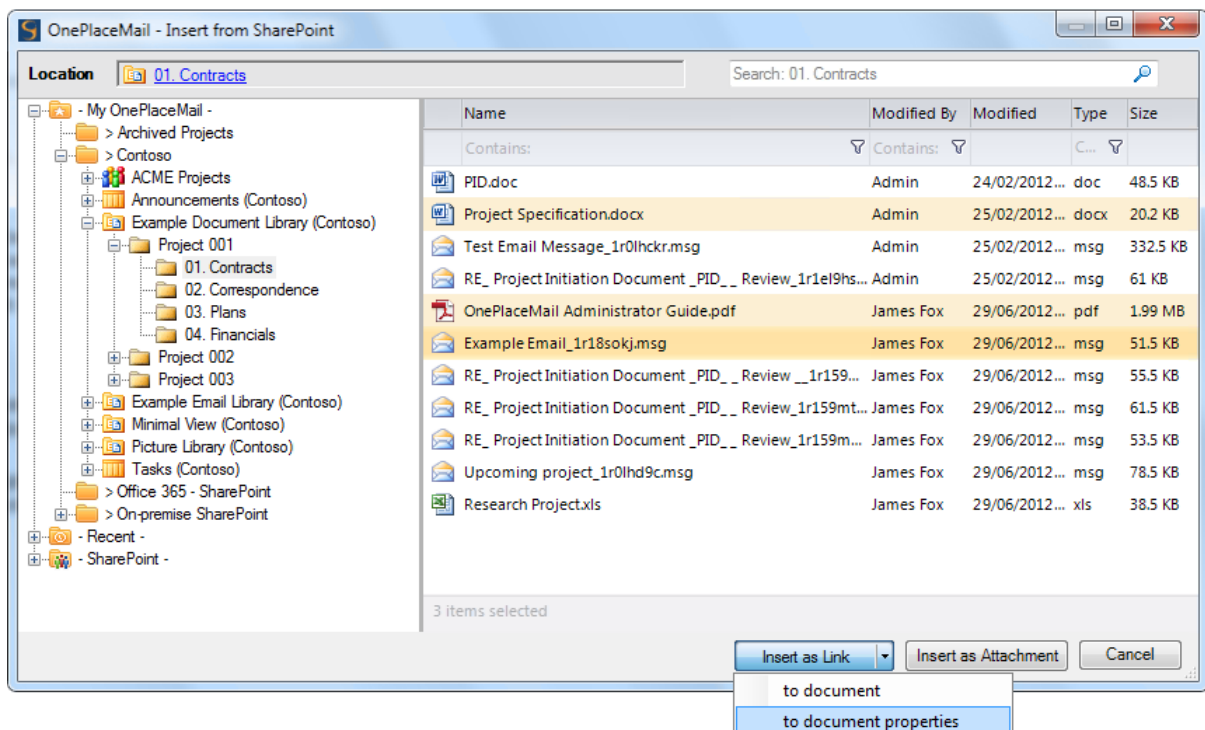 OnePlaceMail - Insert from SharePoint
Location 01. Contracts Search: 01. Contracts
- My OnePlaceMail -
> Archived Projects
> Contoso
ACME Projects
Announcements (Contoso)
Example Document Library (Contoso)
Project 001
01. Contracts
02. Correspondence
03. Plans
04. Financials
Project 002
Project 003
Example Email Library (Contoso)
Minimal View (Contoso)
Picture Library (Contoso)
Tasks (Contoso)
> Office 365 - SharePoint
> On-premise SharePoint
- Recent -
- SharePoint -
Name Modified By Modified Type Size
Contains: Contains: C...
PID.doc Admin 24/02/2012... doc 48.5 KB
Project Specification.docx Admin 25/02/2012... docx 20.2 KB
Test Email Message_1r0lhckr.msg Admin 25/02/2012... msg 332.5 KB
RE_ Project Initiation Document _PID_ _ Review_1r1el9hs... Admin 25/02/2012... msg 61 KB
OnePlaceMail Administrator Guide.pdf James Fox 29/06/2012... pdf 1.99 MB
Example Email_1r18sokj.msg James Fox 29/06/2012... msg 51.5 KB
RE_ Project Initiation Document _PID_ _ Review __1r159... James Fox 29/06/2012... msg 55.5 KB
RE_ Project Initiation Document _PID_ _ Review_1r159mt... James Fox 29/06/2012... msg 61.5 KB
RE_ Project Initiation Document _PID_ _ Review_1r159m... James Fox 29/06/2012... msg 53.5 KB
Upcoming project_1r0lhd9c.msg James Fox 29/06/2012... msg 78.5 KB
Research Project.xls James Fox 29/06/2012... xls 38.5 KB
3 items selected
Insert as Link Insert as Attachment Cancel
to document
to document properties